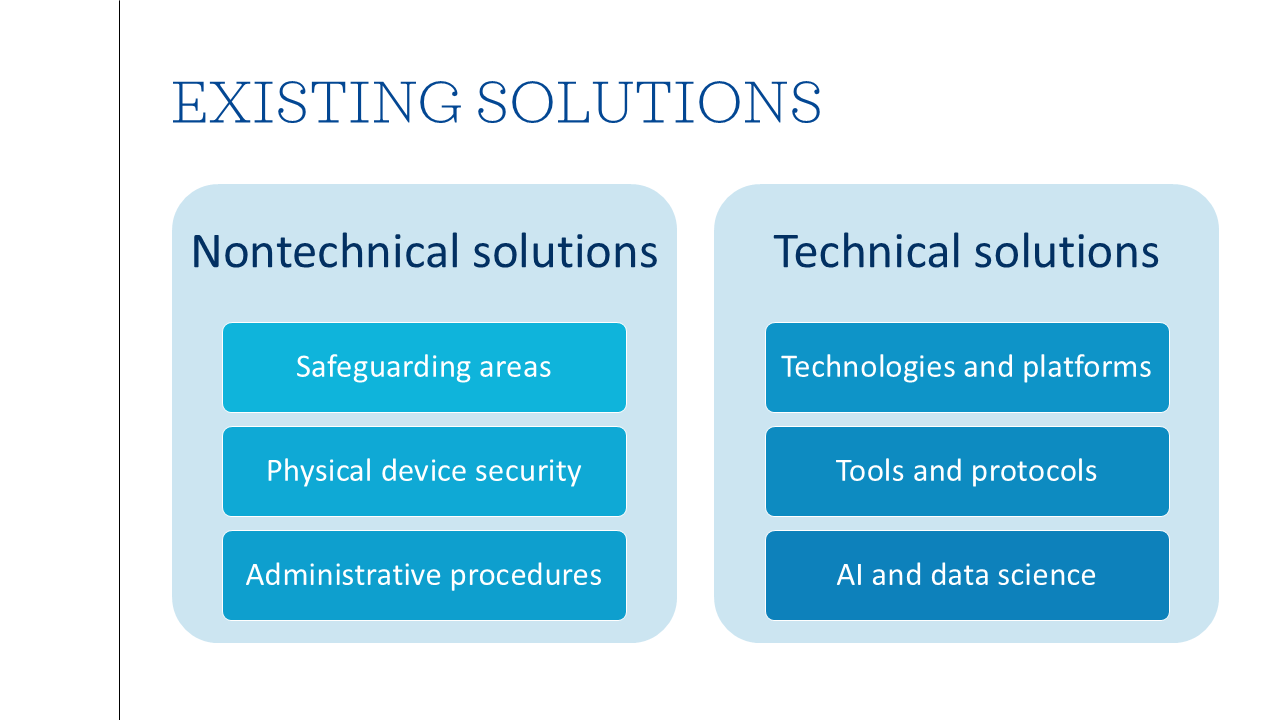 EXISTING SOLUTIONS
Nontechnical solutions
Safeguarding areas
Physical device security
Administrative procedures
Technical solutions
Technologies and platforms
Tools and protocols
AI and data science